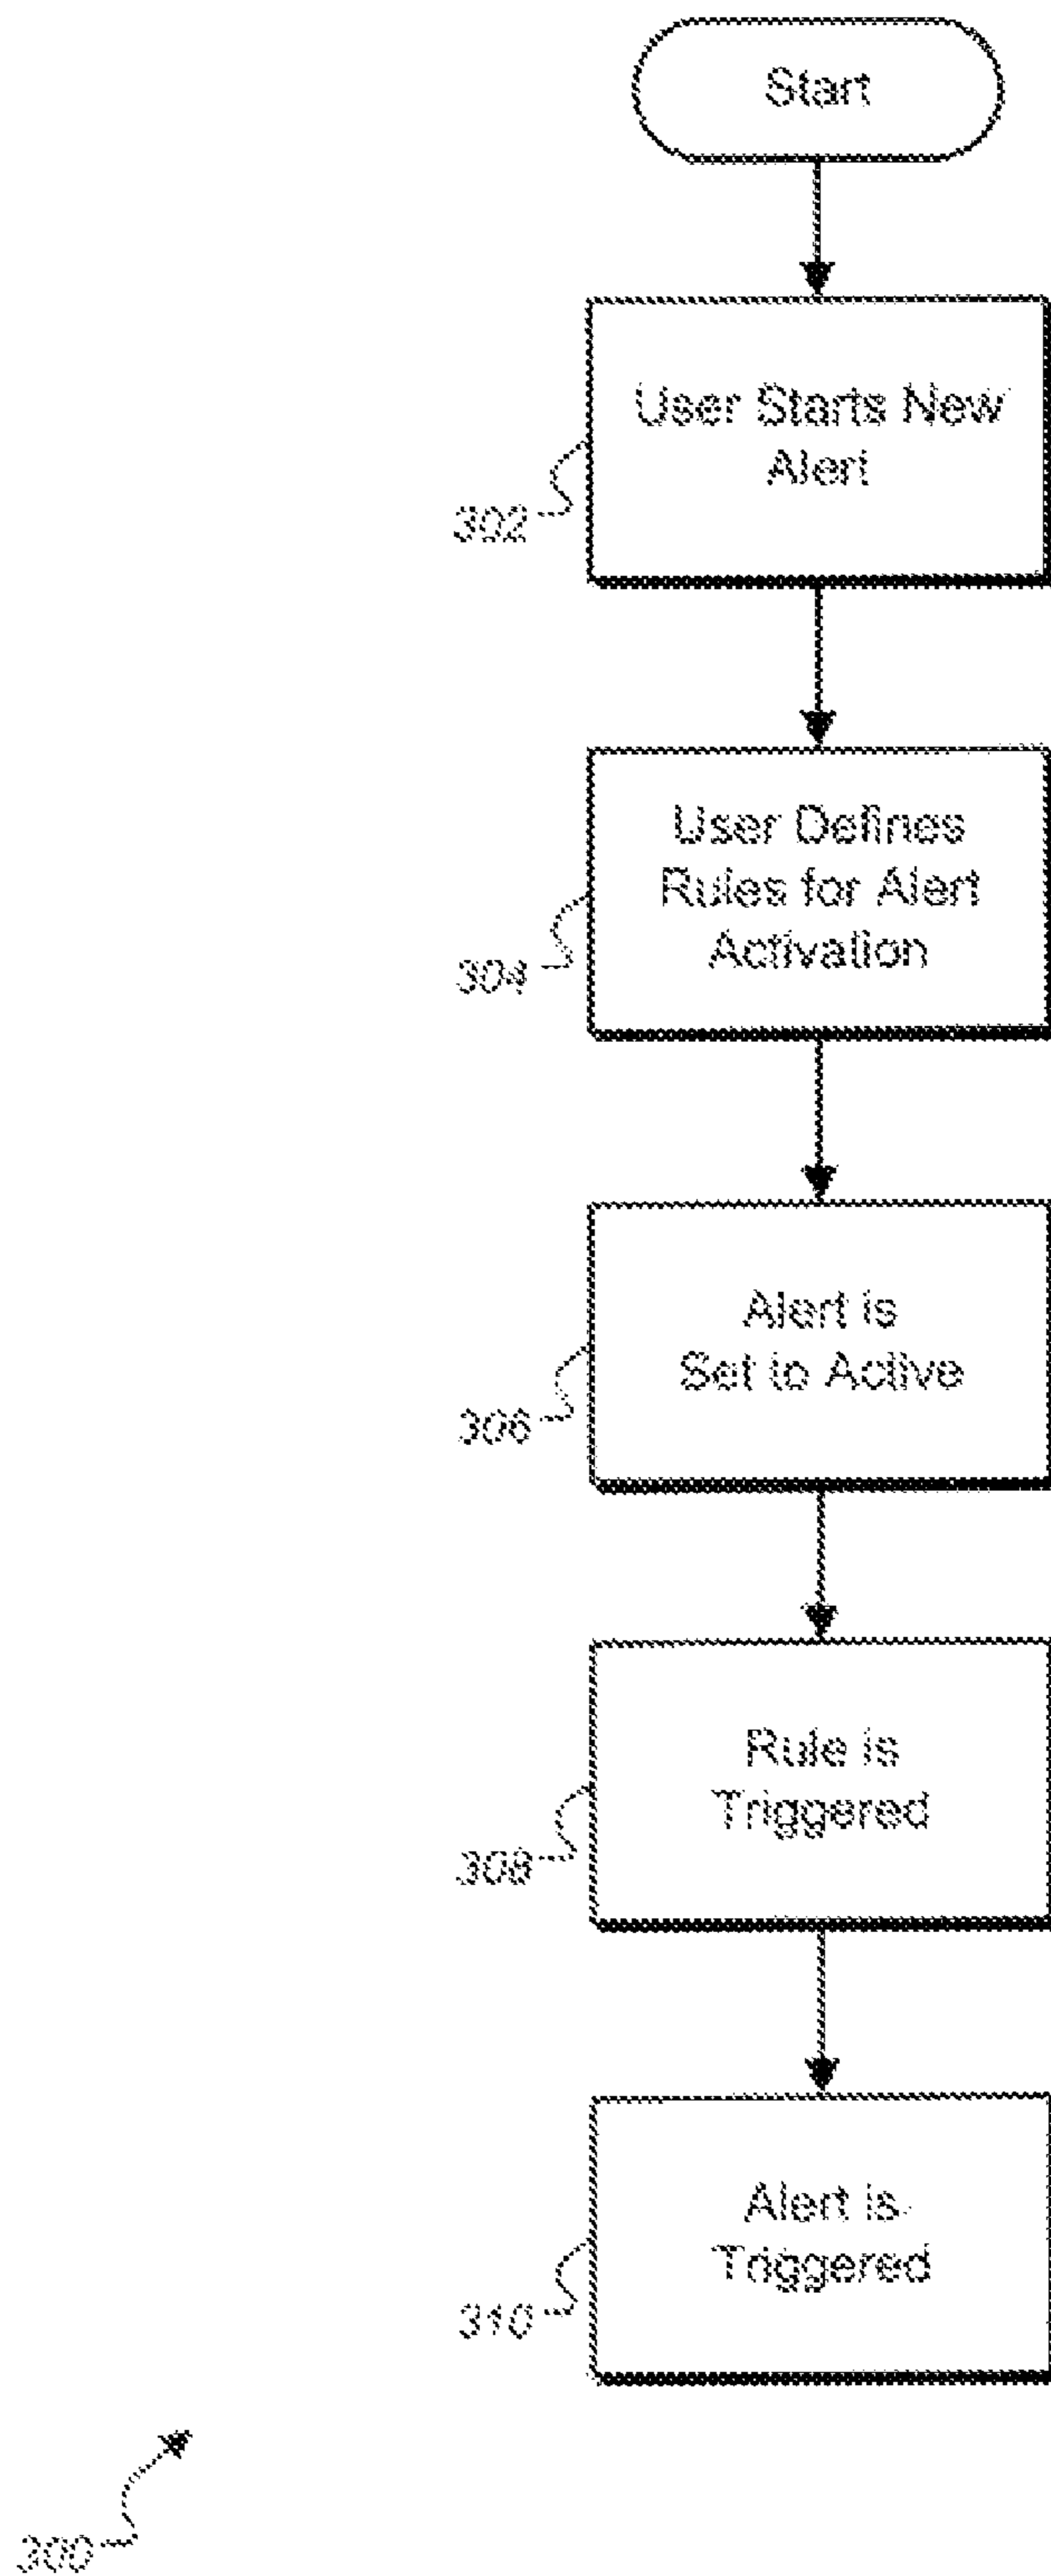 Start
User Starts New
Alert
302
User Defines
Rules for Alert
Activation
304
Alert is
Set to Active
306
Rule is
Triggered
308
Alert is
Triggered
310
300